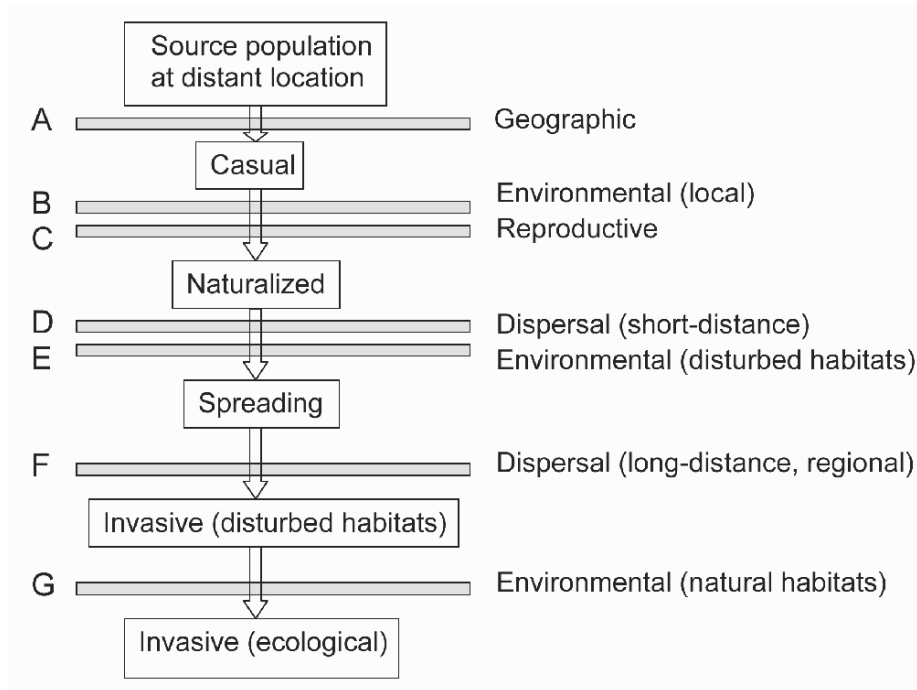 Source population
at distant location
A
Geographic
Casual
B
Environmental (local)
C
Reproductive
Naturalized
D
Dispersal (short-distance)
E
Environmental (disturbed habitats)
Spreading
F
Dispersal (long-distance, regional)
Invasive (disturbed habitats)
G
Environmental (natural habitats)
Invasive (ecological)